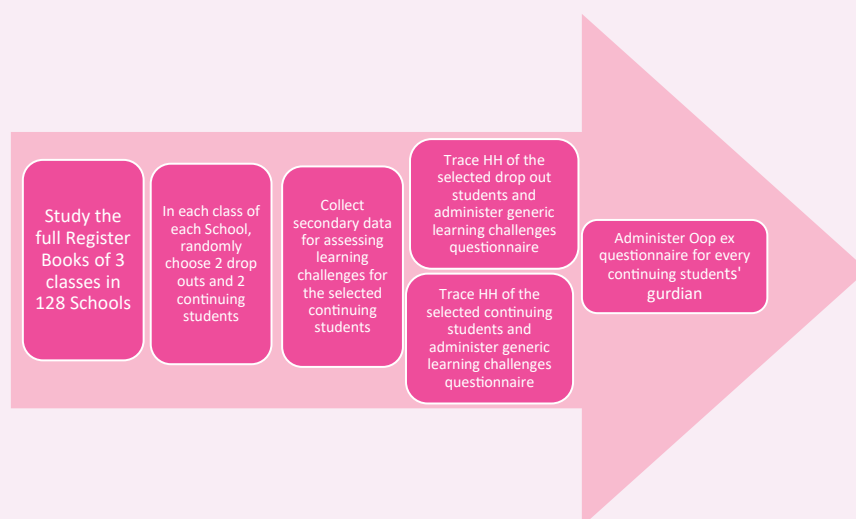 Study the
full Register
Books of 3
classes in
128 Schools
In each class of
each School,
randomly
choose 2 drop
outs and 2
continuing
students
Collect
secondary data
for assessing
learning
challenges for
the selected
continuing
students
Trace HH of the
selected drop out
students and
administer generic
learning challenges
questionnaire
Trace HH of the
selected continuing
students and
administer generic
learning challenges
questionnaire
Administer Oop ex
questionnaire for every
continuing students'
gurdian